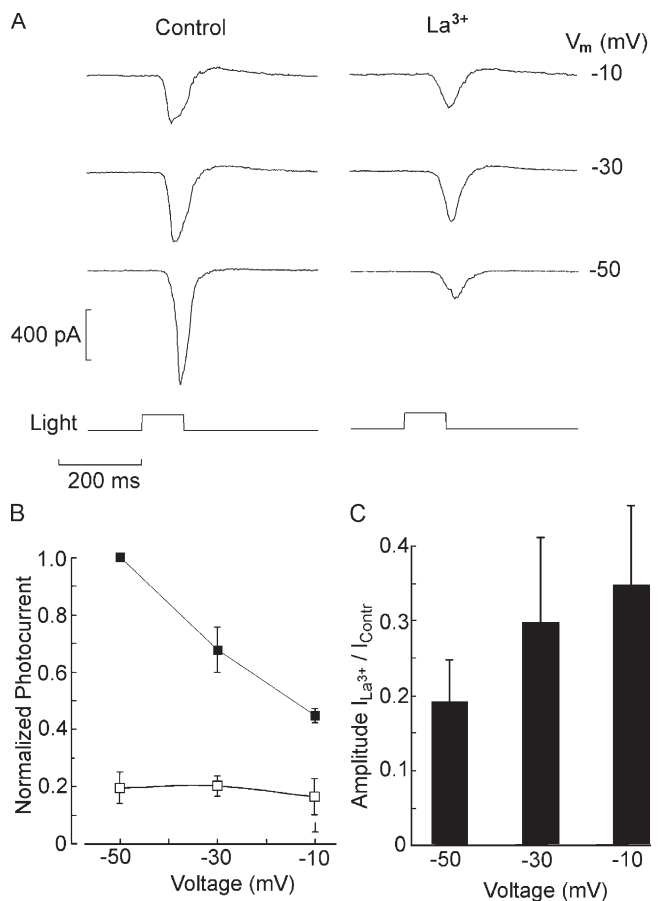 A
Control
La³⁺
Vₘ (mV)
-10
-30
-50
400 pA
Light
200 ms
B
Normalized Photocurrent
1.0
0.8
0.6
0.4
0.2
0
-50
-30
-10
Voltage (mV)
C
Amplitude I_La³⁺ / I_Contr
0.4
0.3
0.2
0.1
0
-50
-30
-10
Voltage (mV)